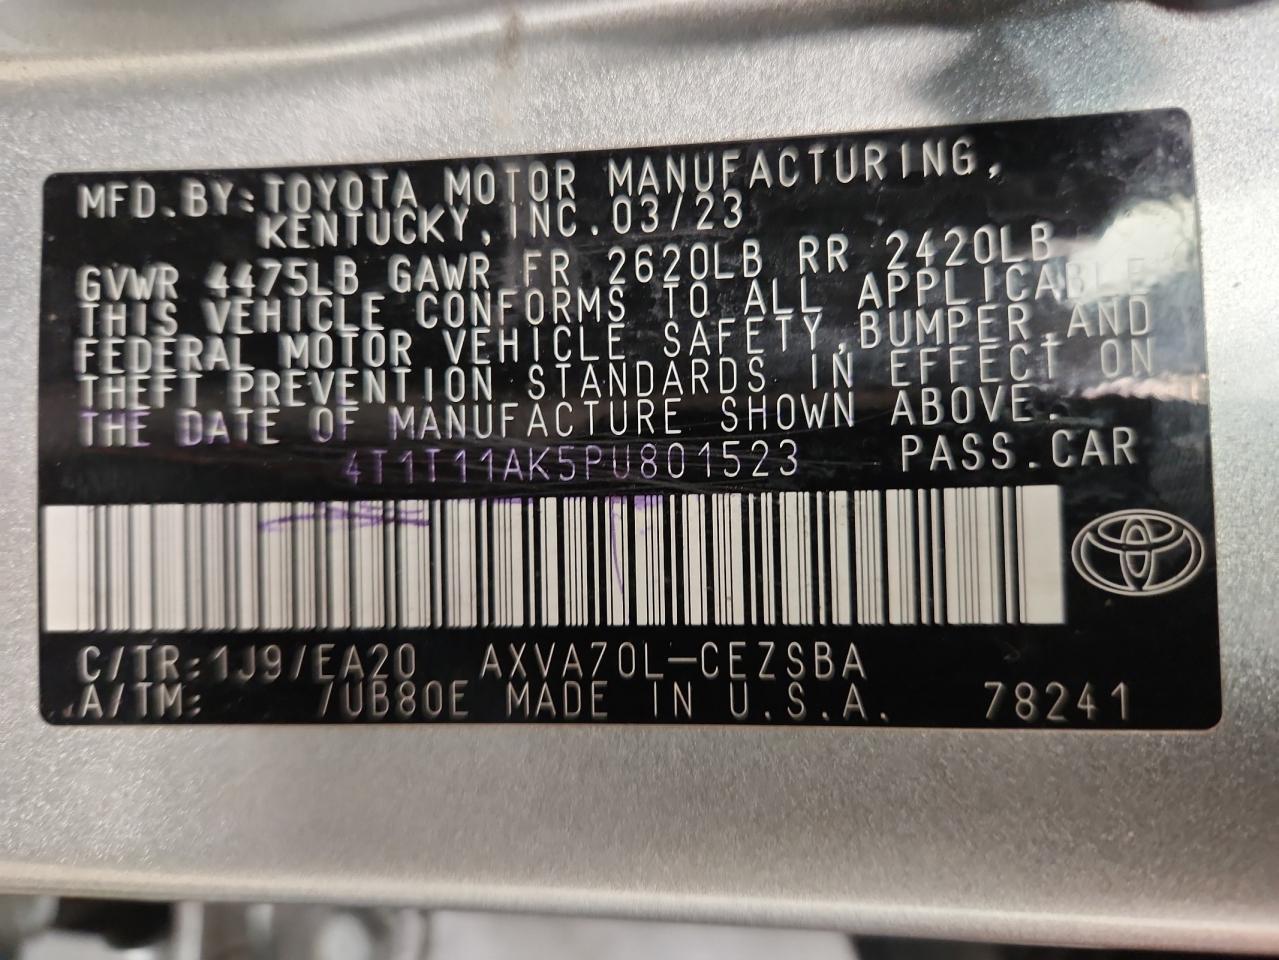 MFD.BY:TOYOTA MOTOR MANUFACTURING,
KENTUCKY,INC.03/23
GVWR 4475LB GAWR FR 2620LB RR 2420LB
THIS VEHICLE CONFORMS TO ALL APPLICABLE
FEDERAL MOTOR VEHICLE SAFETY,BUMPER,AND
THEFT PREVENTION STANDARDS IN EFFECT ON
THE DATE OF MANUFACTURE SHOWN ABOVE.
4T1T11AK5PU801523 PASS.CAR
C/TR:1J9/EA20 AXVA70L-CEZSBA
A/TM: /UB80E MADE IN U.S.A. 78241